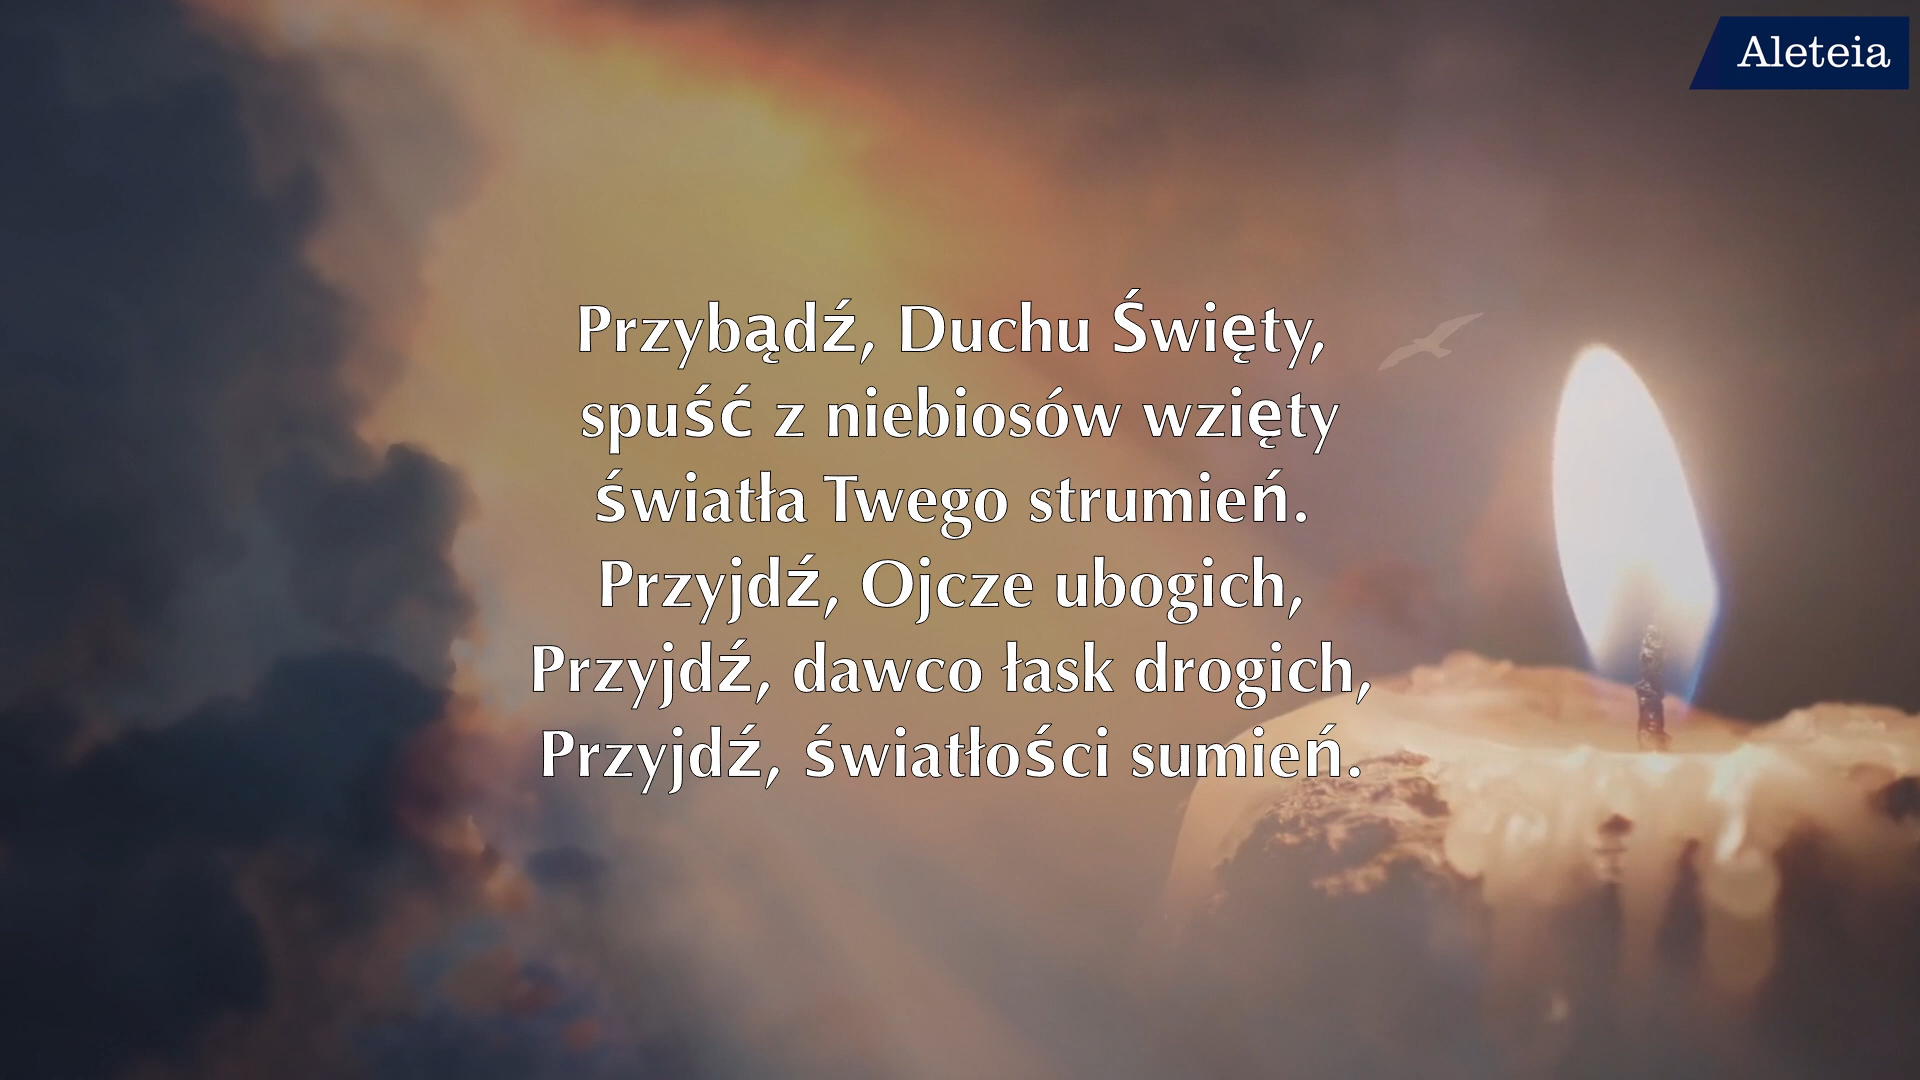 Aleteia
Przybądź, Duchu Święty,
spuść z niebiosów wzięty
światła Twego strumień.
Przyjdź, Ojcze ubogich,
Przyjdź, dawco łask drogich,
Przyjdź, światłości sumień.